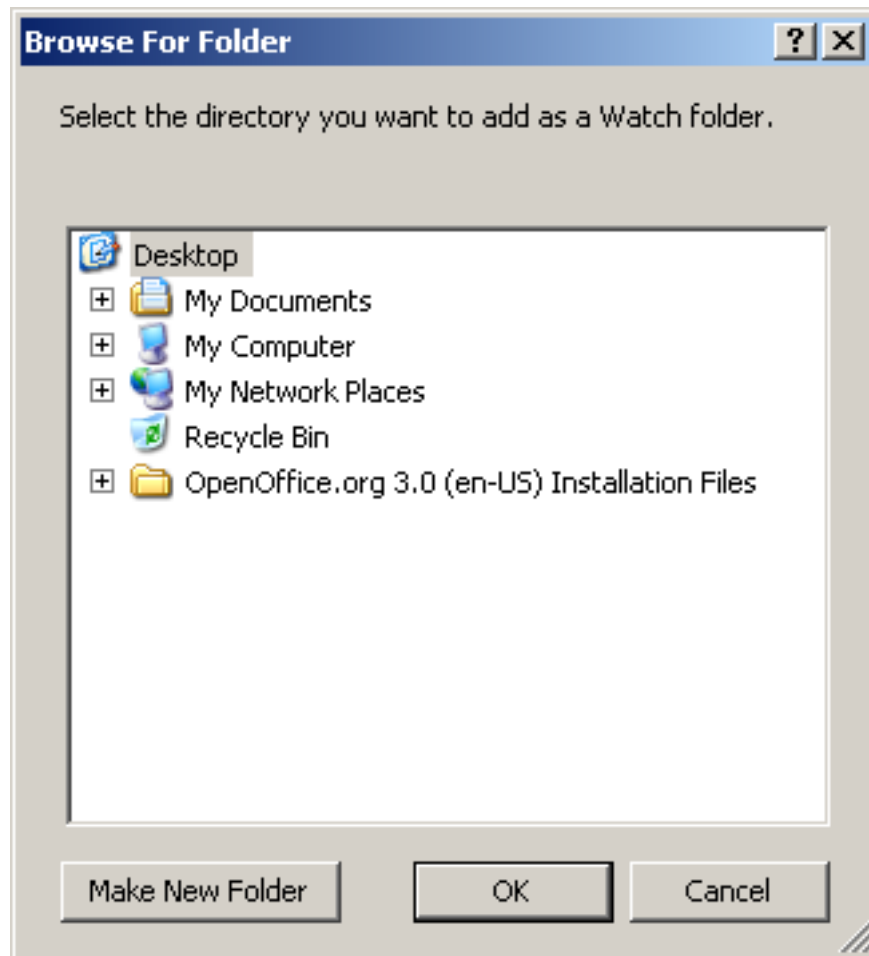 Browse For Folder
Select the directory you want to add as a Watch folder.
Desktop
My Documents
My Computer
My Network Places
Recycle Bin
OpenOffice.org 3.0 (en-US) Installation Files
Make New Folder OK Cancel